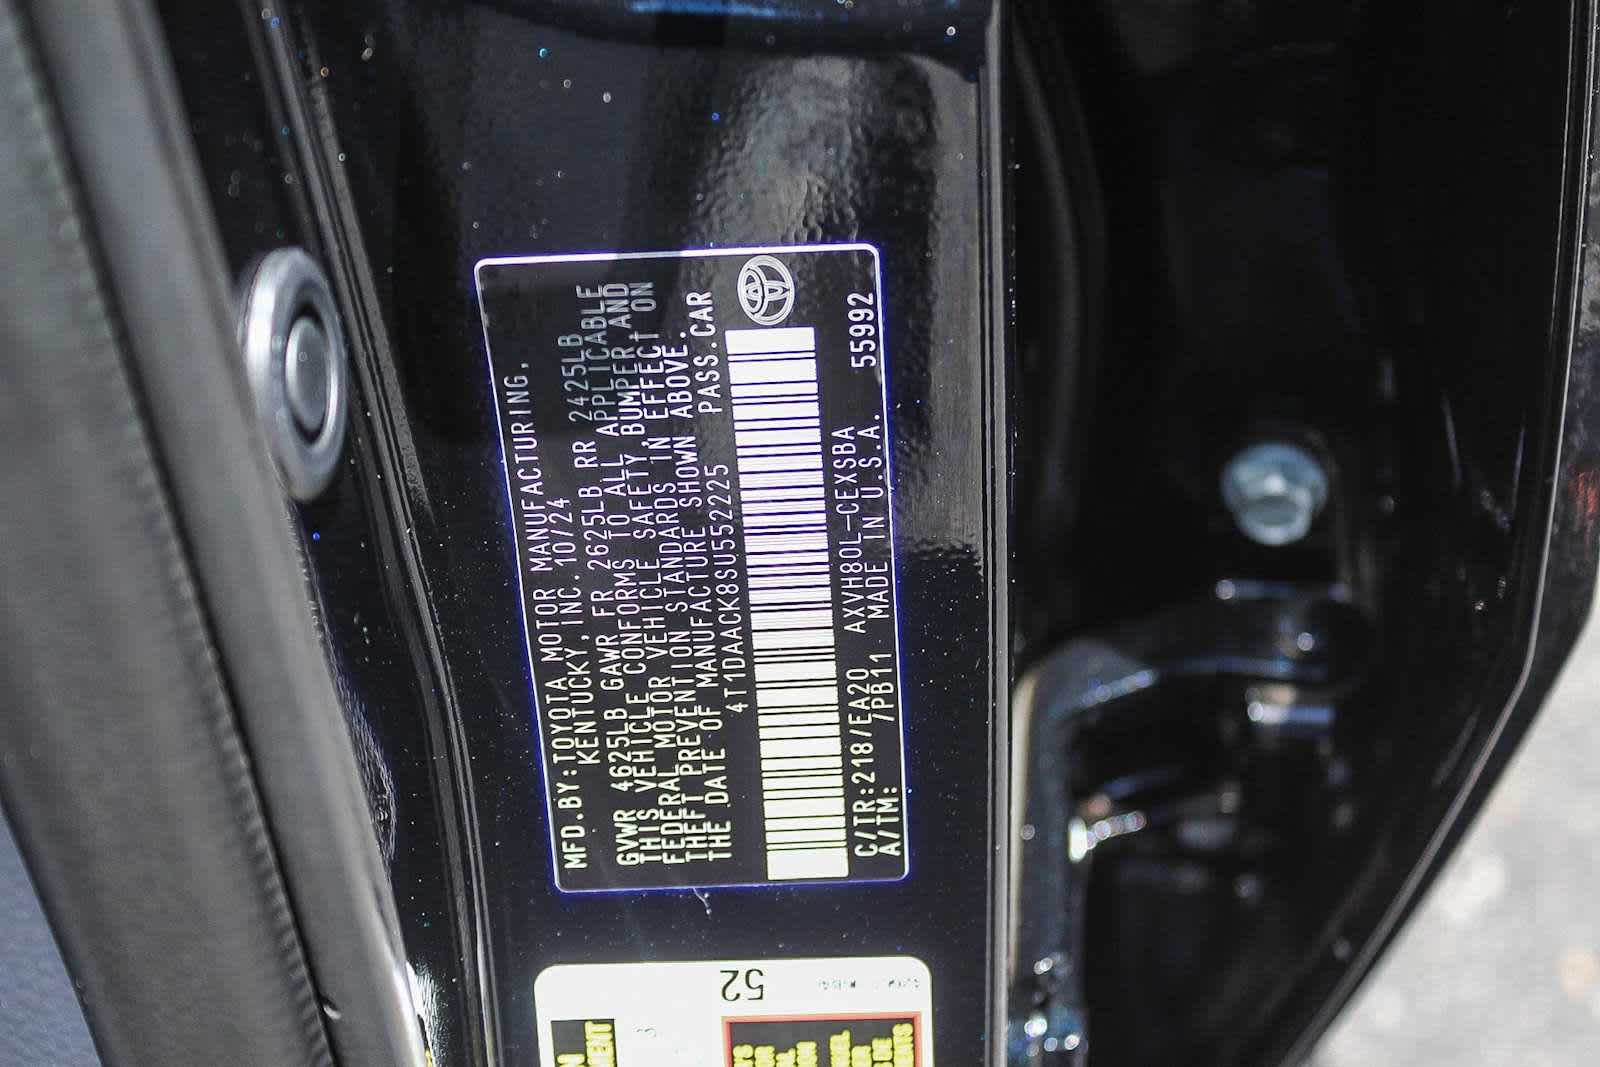 MFD.BY:TOYOTA MOTOR MANUFACTURING,
KENTUCKY, INC. 10/24
GVWR 4625LB GAWR FR 2625LB RR 2425LB
THIS VEHICLE CONFORMS TO ALL APPLICABLE
FEDERAL MOTOR VEHICLE SAFETY, BUMPER AND
THEFT PREVENTION STANDARDS IN EFFECT ON
THE DATE OF MANUFACTURE SHOWN ABOVE.
4T1DAACK8SU552225 PASS.CAR
C/TR:218/EA20 AXVH80L-CEXSBA 55992
A/TM: /PB11 MADE IN U.S.A.
52
3